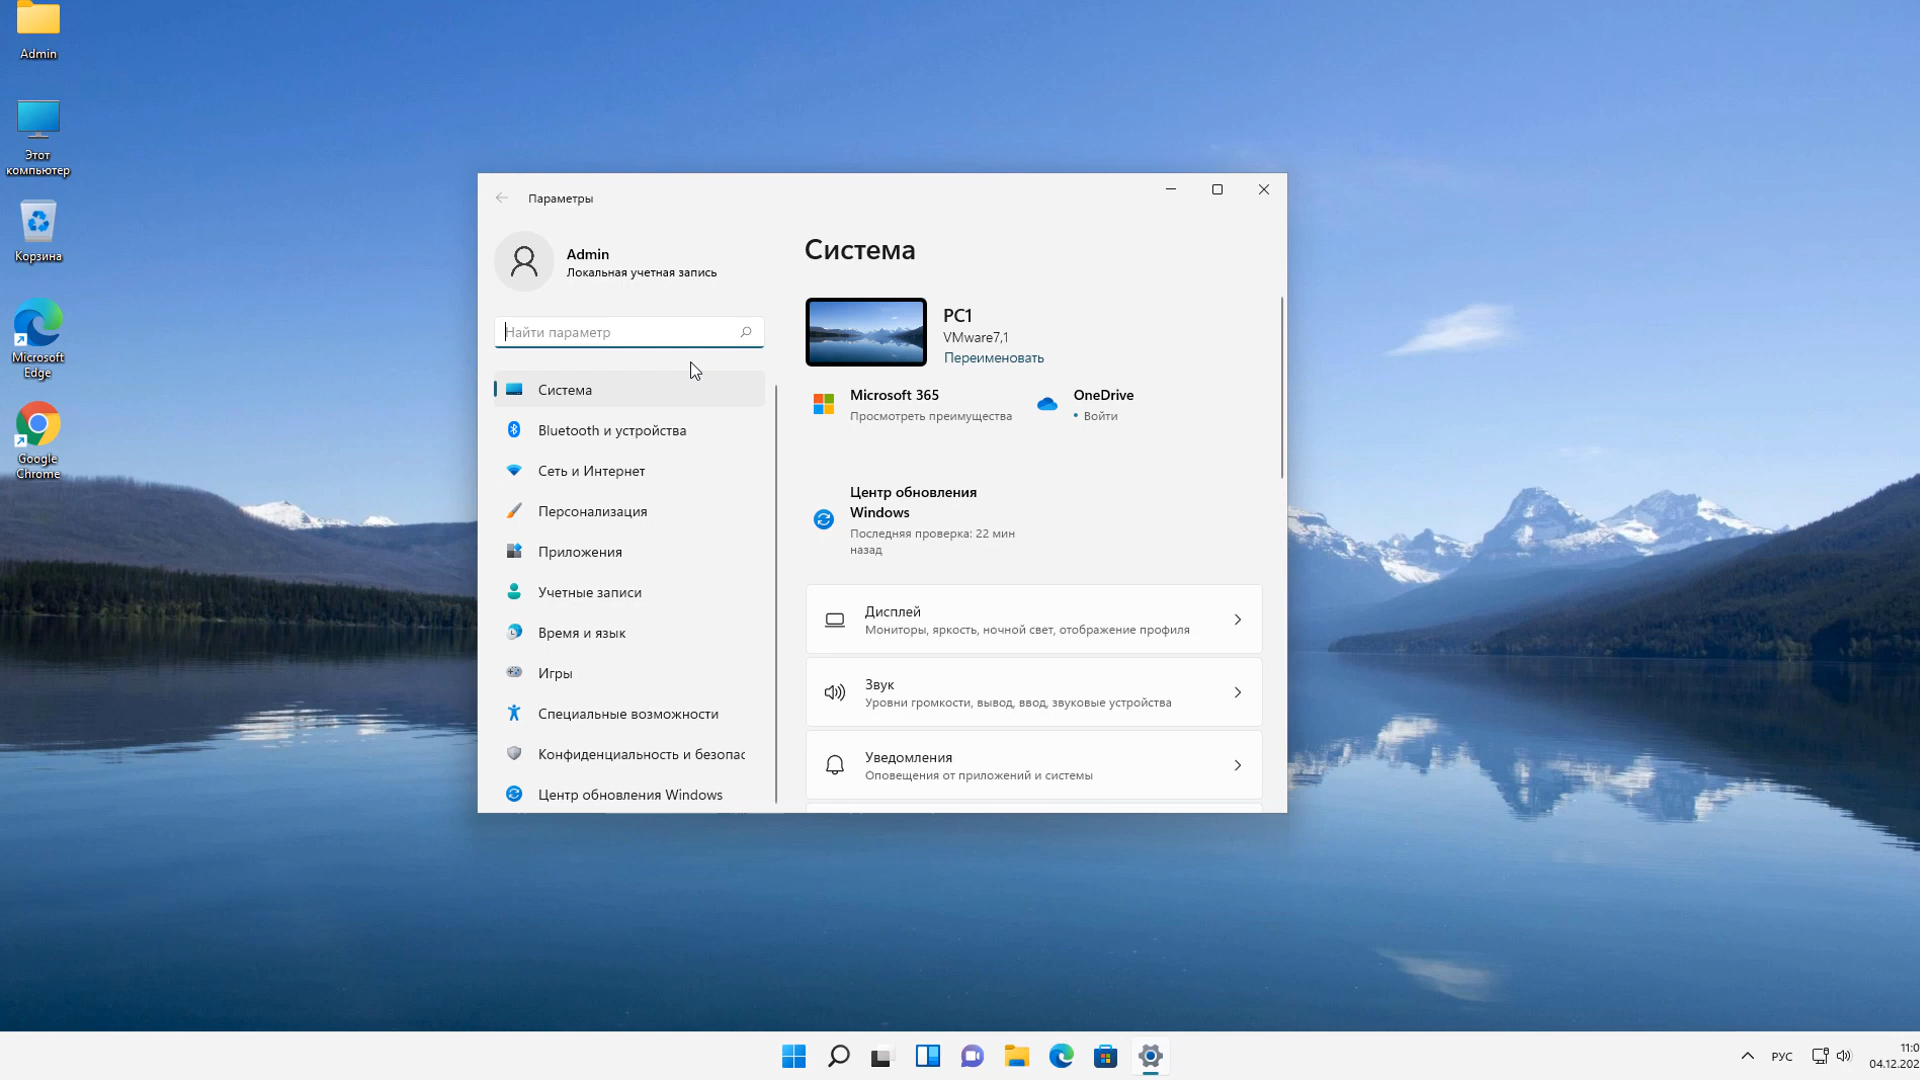 Admin
Этот
компьютер
Корзина
Microsoft
Edge
Google
Chrome
Параметры
Admin
Локальная учетная запись
Найти параметр
Система
Bluetooth и устройства
Сеть и Интернет
Персонализация
Приложения
Учетные записи
Время и язык
Игры
Специальные возможности
Конфиденциальность и безопас
Центр обновления Windows
Система
PC1
VMware7,1
Переименовать
Microsoft 365
Просмотреть преимущества
OneDrive
• Войти
Центр обновления
Windows
Последняя проверка: 22 мин
назад
Дисплей
Мониторы, яркость, ночной свет, отображение профиля
Звук
Уровни громкости, вывод, ввод, звуковые устройства
Уведомления
Оповещения от приложений и системы
РУС
11:0
04.12.202